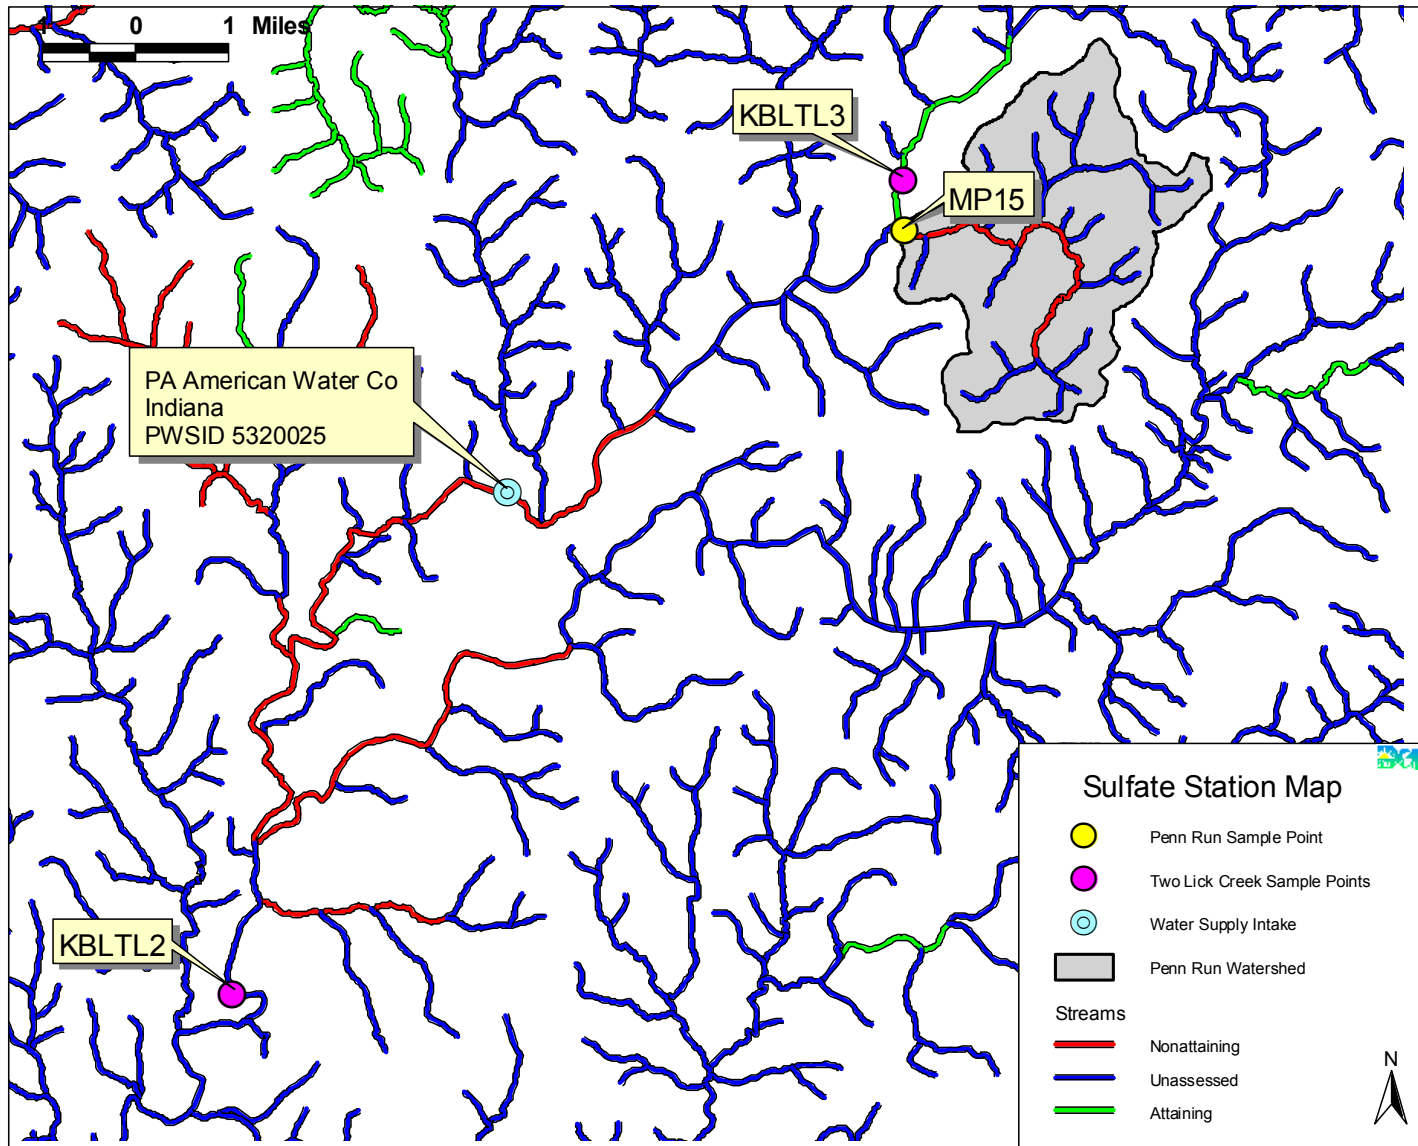 1 0 1 Miles
KBLTL3
MP15
PA American Water Co
Indiana
PWSID 5320025
KBLTL2
Sulfate Station Map
Penn Run Sample Point
Two Lick Creek Sample Points
Water Supply Intake
Penn Run Watershed
Streams
Nonattaining
Unassessed
Attaining
N